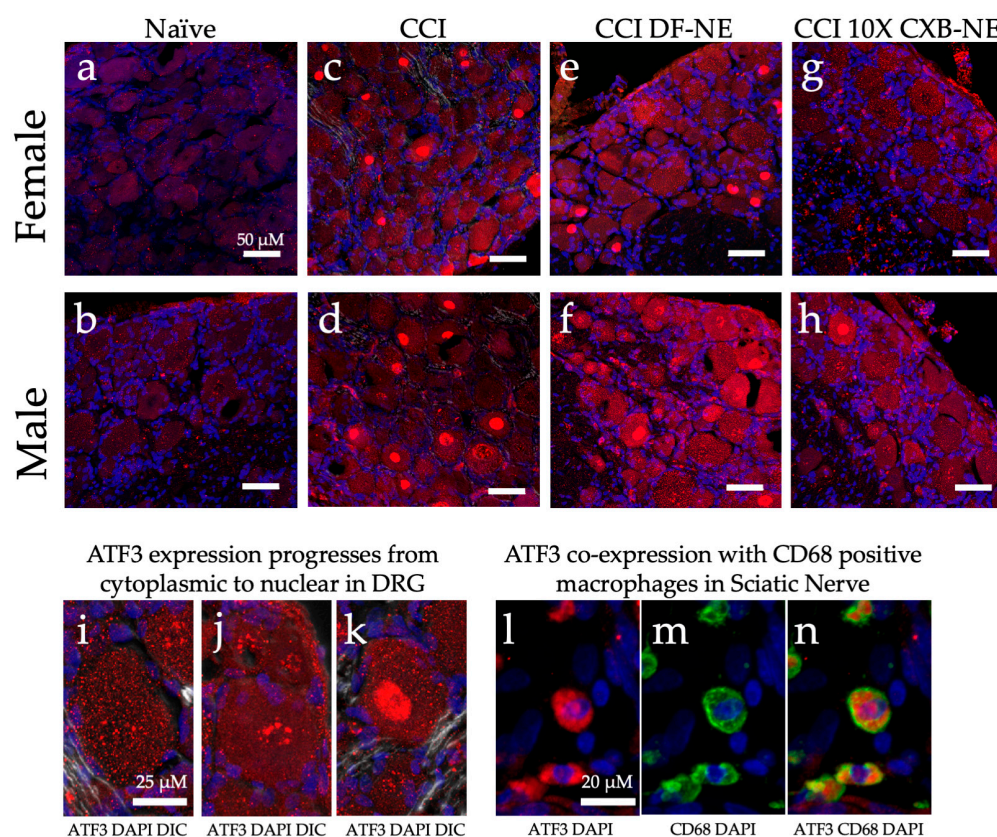 Naïve CCI CCI DF-NE CCI 10X CXB-NE
Female
a c e g
50 µM
Male
b d f h
ATF3 expression progresses from
cytoplasmic to nuclear in DRG
ATF3 co-expression with CD68 positive
macrophages in Sciatic Nerve
i j k l m n
25 µM
20 µM
ATF3 DAPI DIC ATF3 DAPI DIC ATF3 DAPI DIC ATF3 DAPI CD68 DAPI ATF3 CD68 DAPI